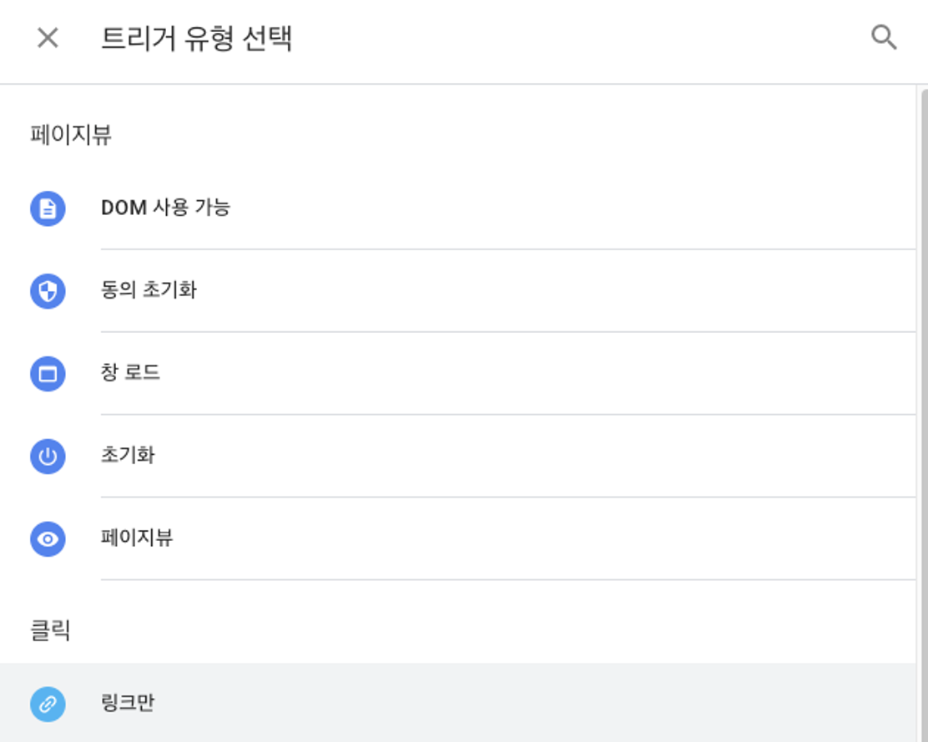 트리거 유형 선택
페이지뷰
DOM 사용 가능
동의 초기화
창 로드
초기화
페이지뷰
클릭
링크만